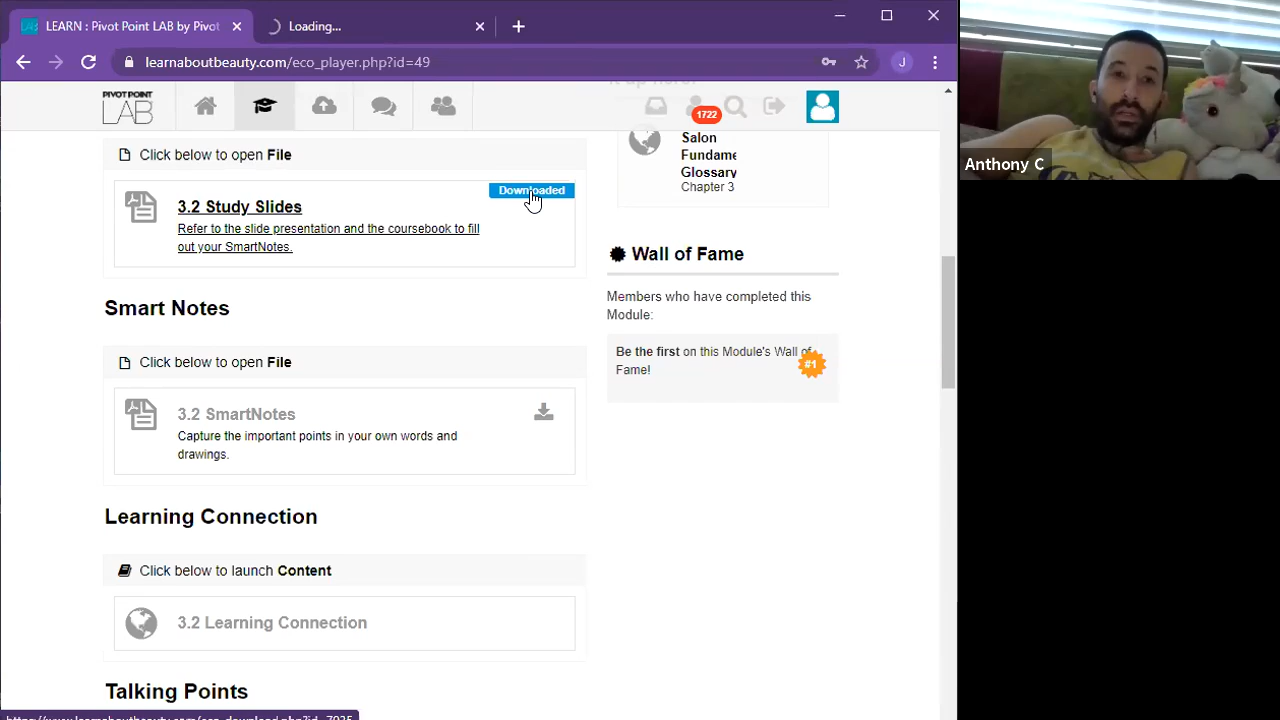 LEARN : Pivot Point LAB by Pivot
Loading...
learnaboutbeauty.com/eco_player.php?id=49
J
PIVOT POINT
LAB
1722
Click below to open File
Downloaded
3.2 Study Slides
Refer to the slide presentation and the coursebook to fill
out your SmartNotes.
Smart Notes
Click below to open File
3.2 SmartNotes
Capture the important points in your own words and
drawings.
Learning Connection
Click below to launch Content
3.2 Learning Connection
Talking Points
Salon
Fundame
Glossary
Chapter 3
Wall of Fame
Members who have completed this
Module:
Be the first on this Module's Wall of
Fame!
#1
Anthony C